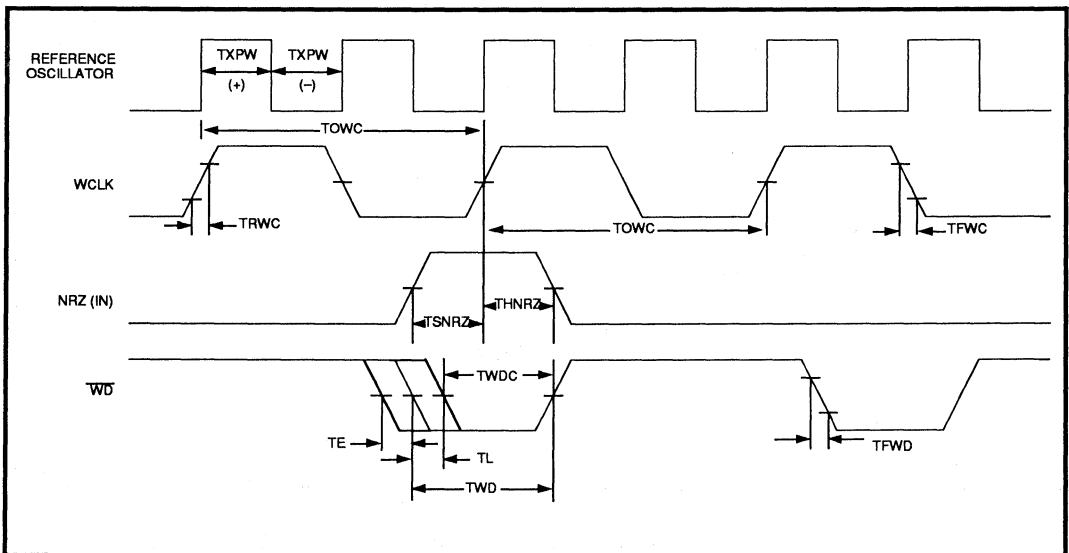 REFERENCE
OSCILLATOR
TXPW
(+)
TXPW
(–)
TOWC
WCLK
TRWC
TOWC
TFWC
NRZ (IN)
TSNRZ
THNRZ
WD
TWDC
TE
TL
TWD
TFWD